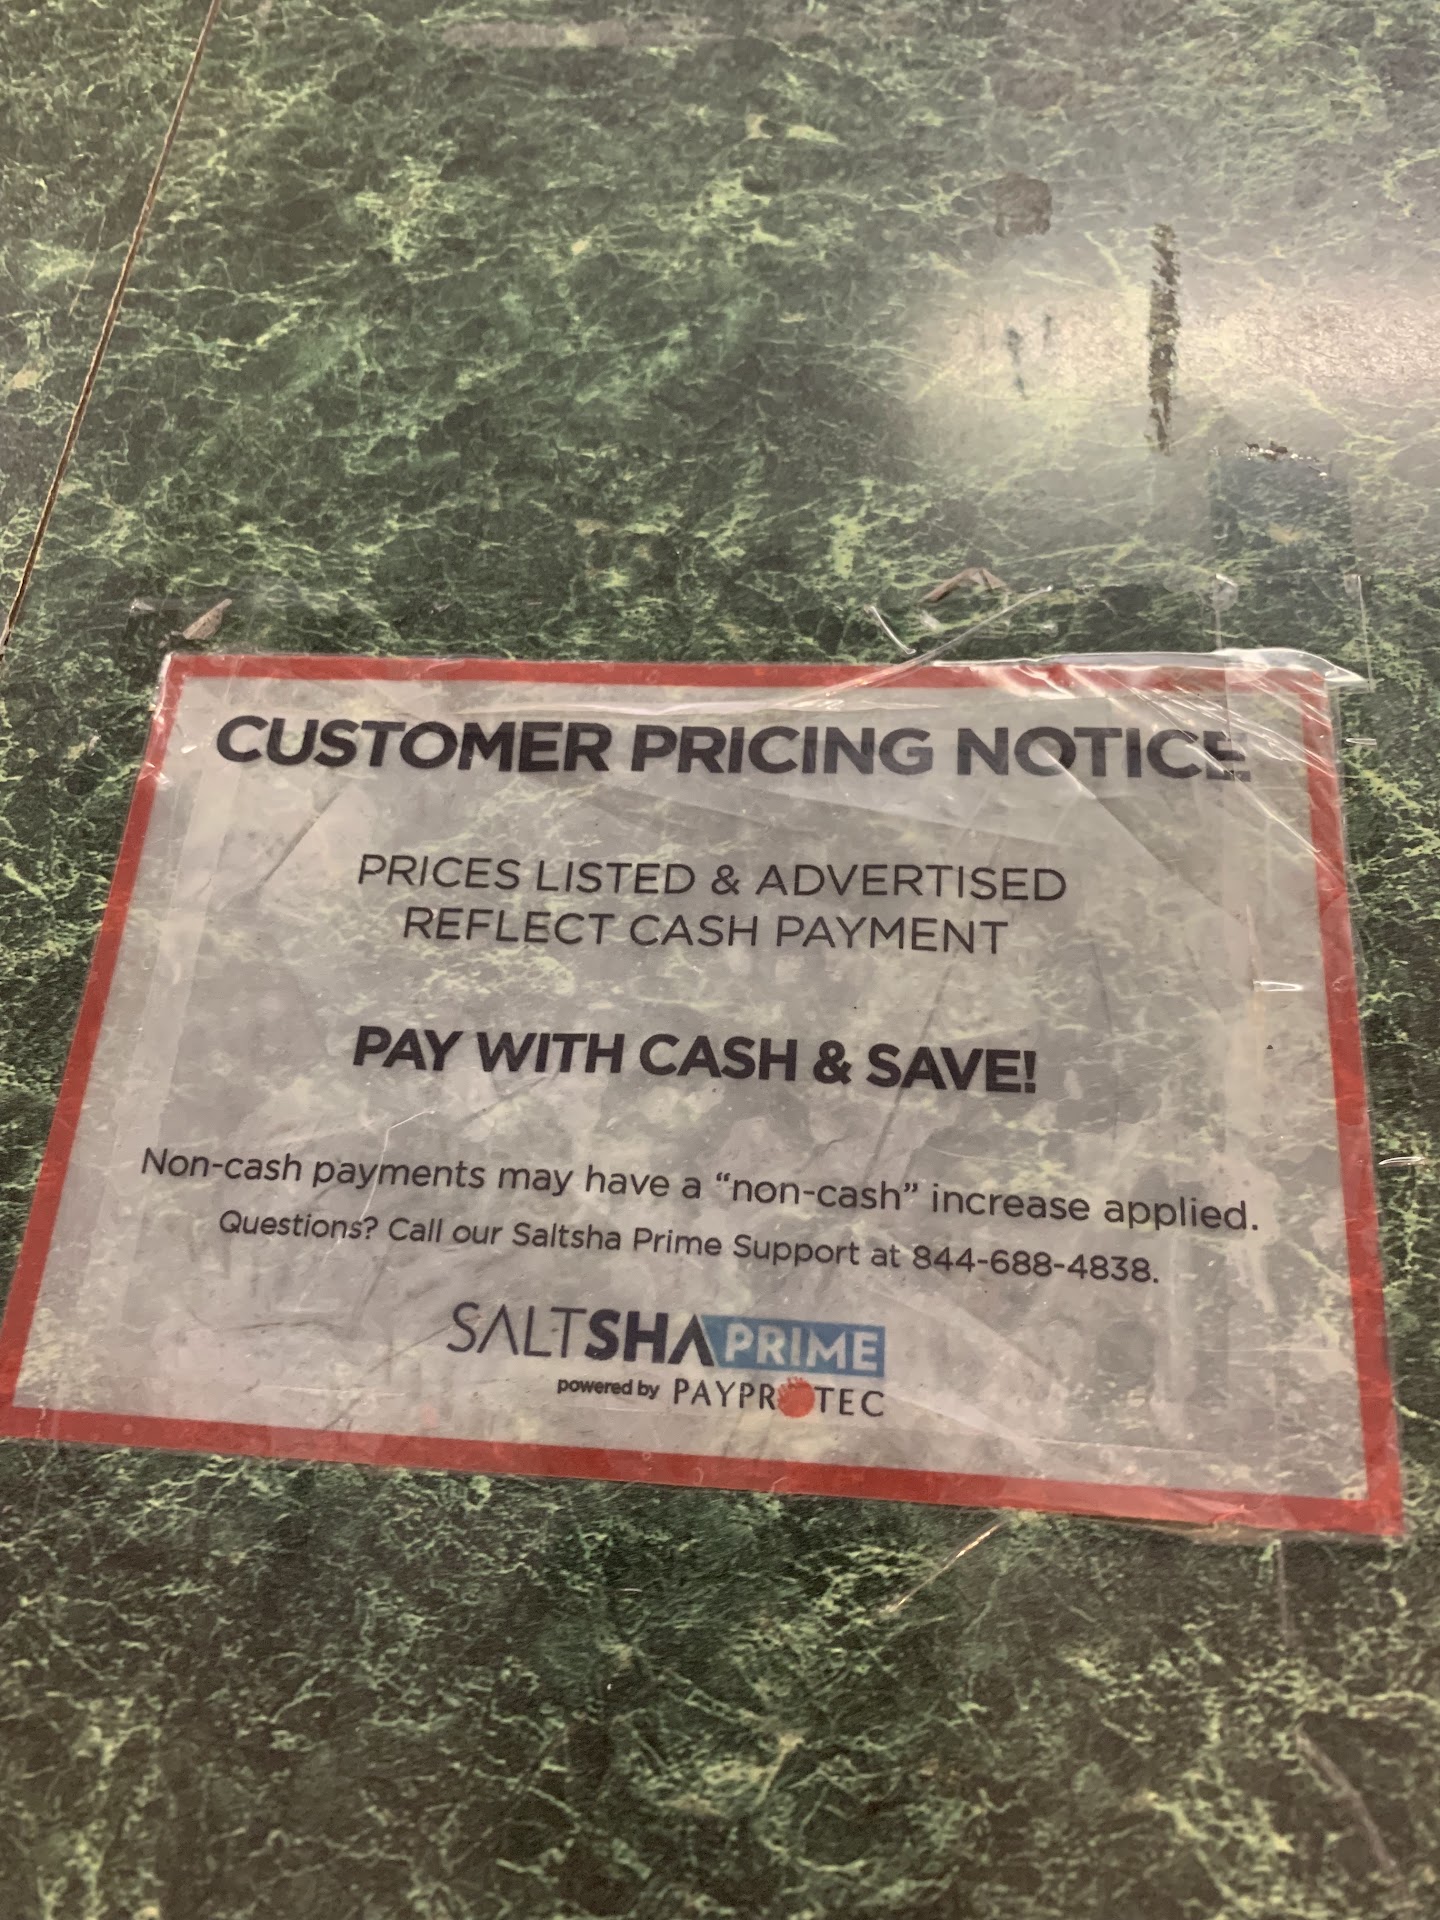 CUSTOMER PRICING NOTICE
PRICES LISTED & ADVERTISED
REFLECT CASH PAYMENT
PAY WITH CASH & SAVE!
Non-cash payments may have a “non-cash” increase applied.
Questions? Call our Saltsha Prime Support at 844-688-4838.
SALTSHA PRIME
powered by PAYPROTEC